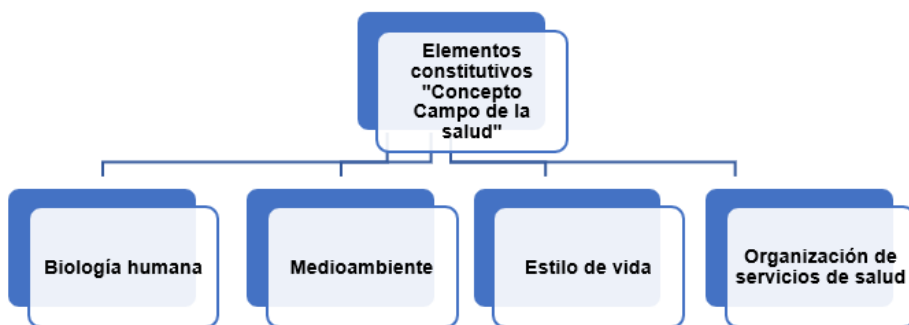 Elementos
constitutivos
"Concepto
Campo de la
salud"
Biología humana
Medioambiente
Estilo de vida
Organización de
servicios de salud